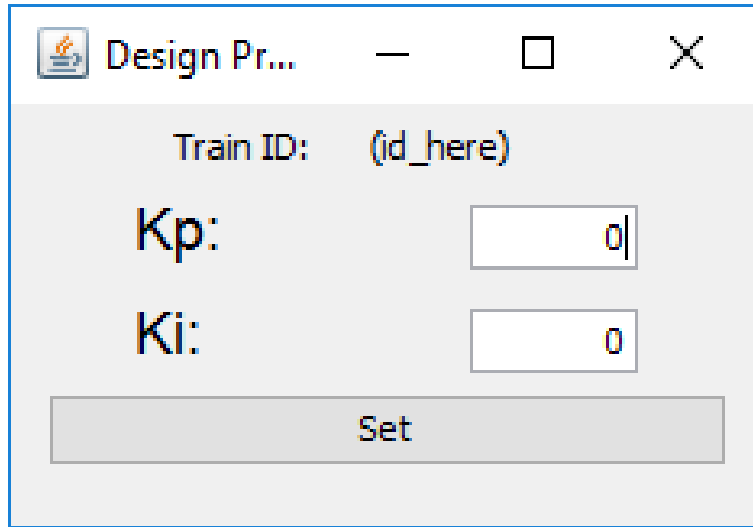 Design Pr...
Train ID: (id_here)
Kp: 0
Ki: 0
Set